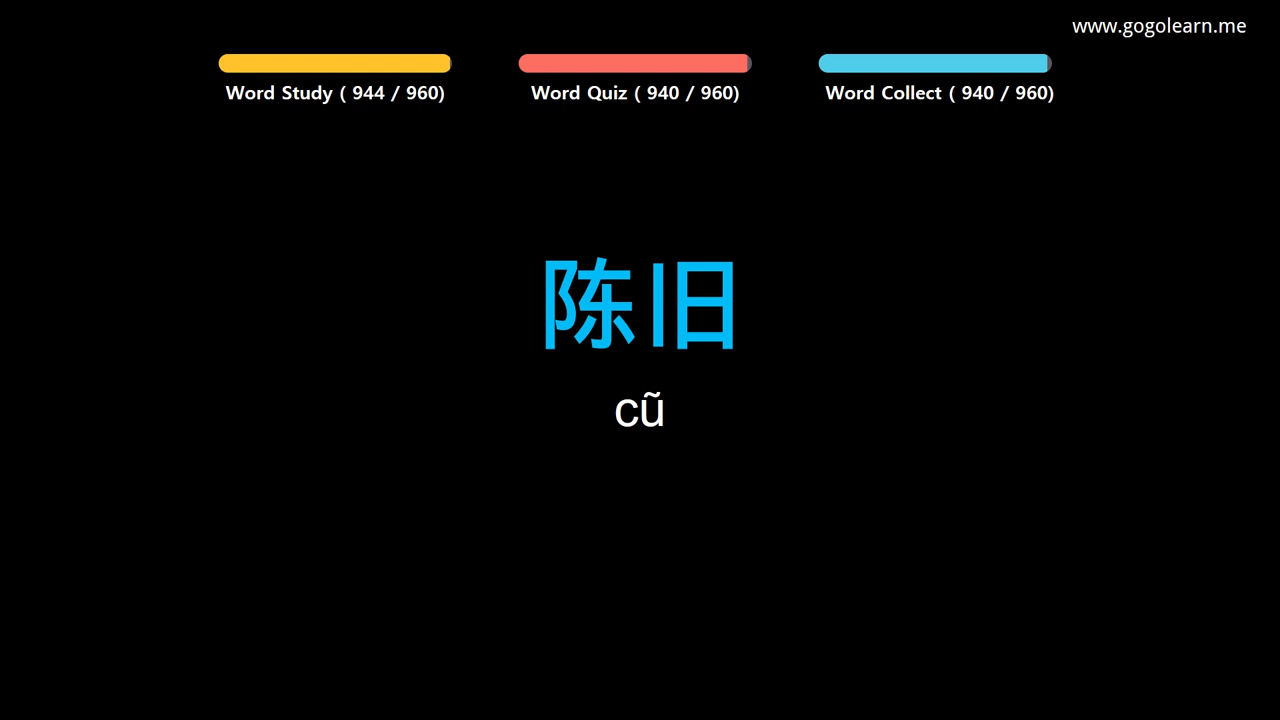 www.gogolearn.me
Word Study ( 944 / 960)
Word Quiz ( 940 / 960)
Word Collect ( 940 / 960)
陈旧
cũ